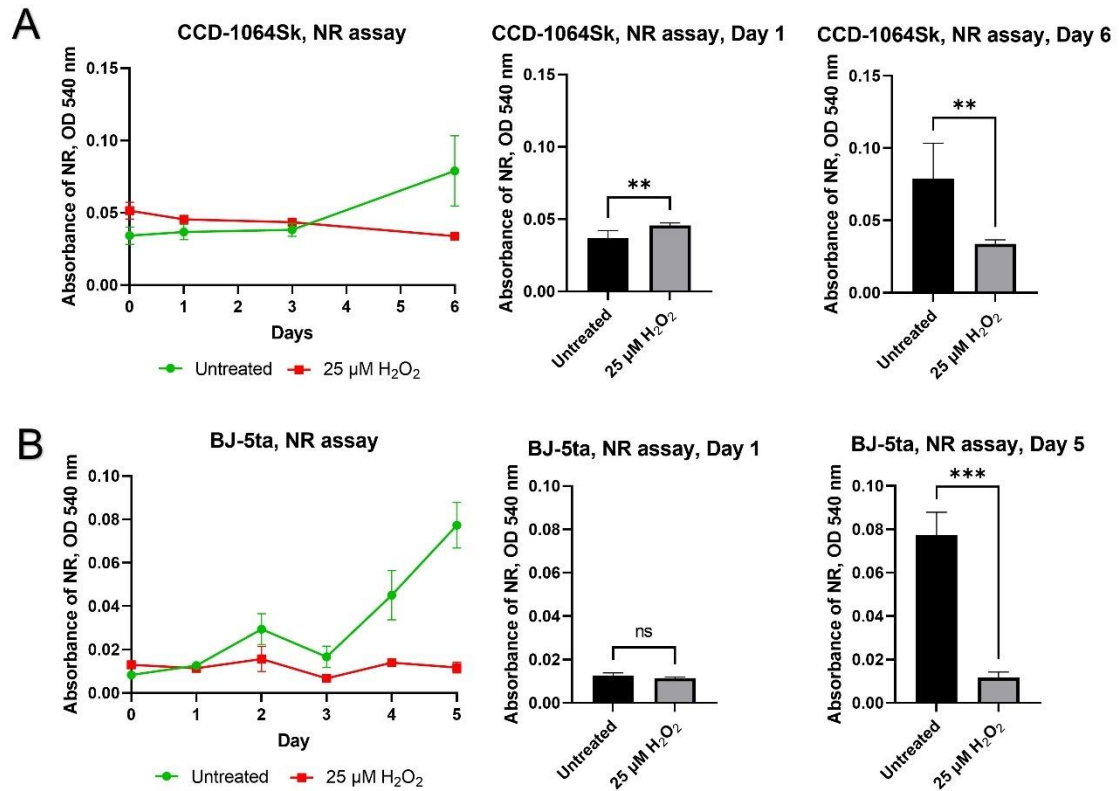 A
CCD-1064Sk, NR assay
Absorbance of NR, OD 540 nm
0.15
0.10
0.05
0.00
0 1 2 3 4 5 6
Days
Untreated 25 µM H₂O₂
CCD-1064Sk, NR assay, Day 1
Absorbance of NR, OD 540 nm
0.15
0.10
0.05
0.00
**
Untreated
25 µM H₂O₂
CCD-1064Sk, NR assay, Day 6
Absorbance of NR, OD 540 nm
0.15
0.10
0.05
0.00
**
Untreated
25 µM H₂O₂
B
BJ-5ta, NR assay
Absorbance of NR, OD 540 nm
0.10
0.08
0.06
0.04
0.02
0.00
0 1 2 3 4 5
Day
Untreated 25 µM H₂O₂
BJ-5ta, NR assay, Day 1
Absorbance of NR, OD 540 nm
0.10
0.08
0.06
0.04
0.02
0.00
ns
Untreated
25 µM H₂O₂
BJ-5ta, NR assay, Day 5
Absorbance of NR, OD 540 nm
0.10
0.08
0.06
0.04
0.02
0.00
***
Untreated
25 µM H₂O₂